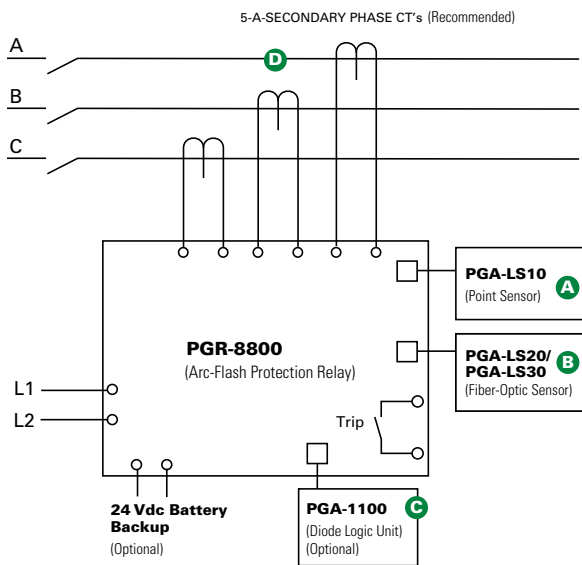 5-A-SECONDARY PHASE CT's (Recommended)
A
D
B
C
PGA-LS10
(Point Sensor)
A
PGR-8800
(Arc-Flash Protection Relay)
PGA-LS20/
PGA-LS30
(Fiber-Optic Sensor)
B
L1
L2
Trip
24 Vdc Battery
Backup
(Optional)
PGA-1100
(Diode Logic Unit)
(Optional)
C